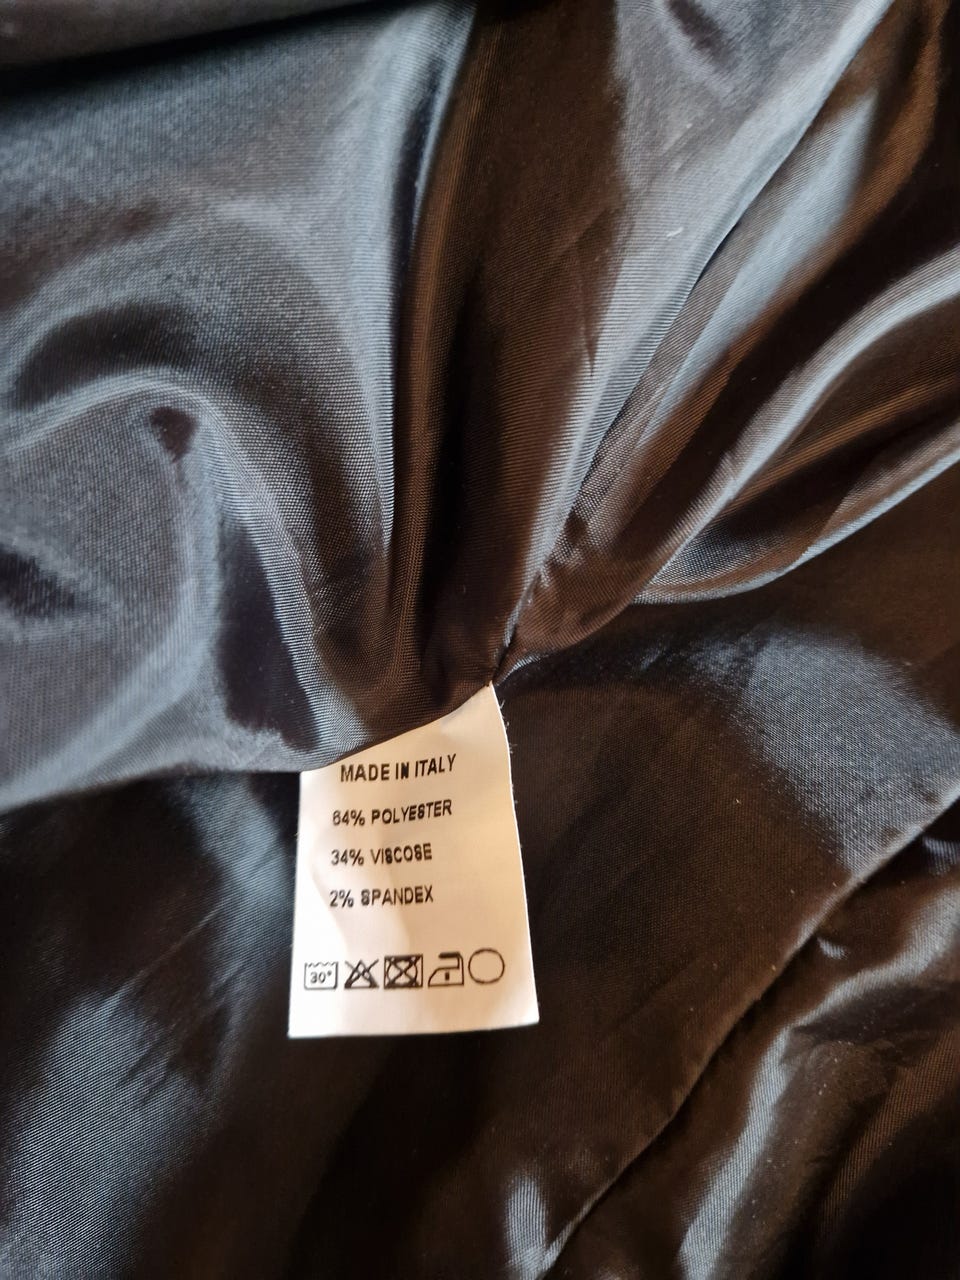 MADE IN ITALY
64% POLYESTER
34% VISCOSE
2% SPANDEX
30°